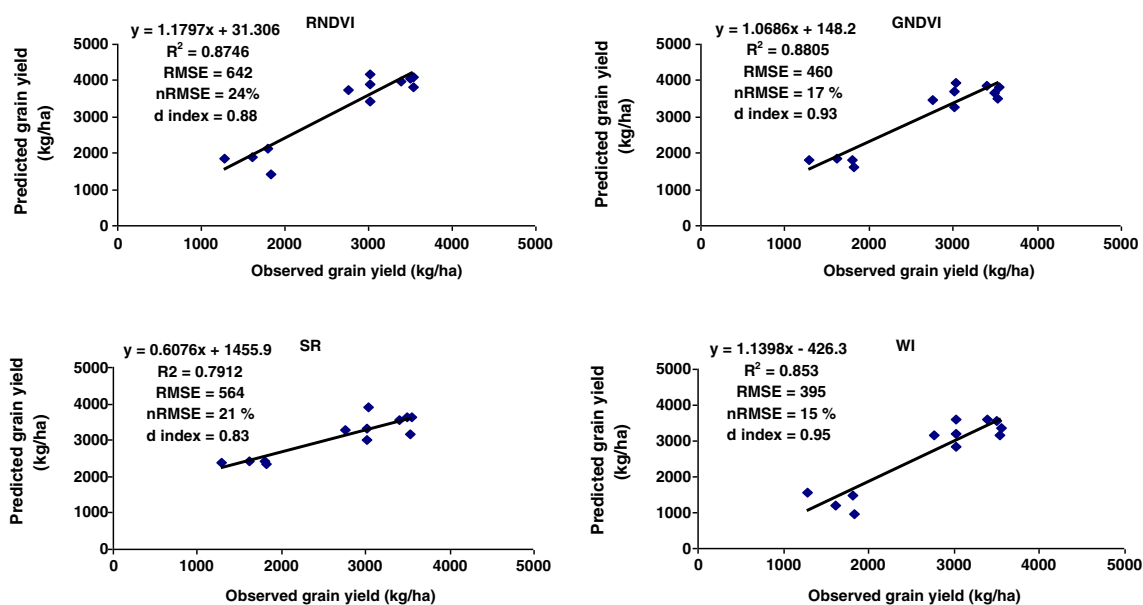 y = 1.1797x + 31.306
RNDVI
R² = 0.8746
RMSE = 642
nRMSE = 24%
d index = 0.88
Predicted grain yield
(kg/ha)
5000
4000
3000
2000
1000
0
0 1000 2000 3000 4000 5000
Observed grain yield (kg/ha)
y = 1.0686x + 148.2
GNDVI
R² = 0.8805
RMSE = 460
nRMSE = 17 %
d index = 0.93
Predicted grain yield
(kg/ha)
5000
4000
3000
2000
1000
0
0 1000 2000 3000 4000 5000
Observed grain yield (kg/ha)
y = 0.6076x + 1455.9
SR
R2 = 0.7912
RMSE = 564
nRMSE = 21 %
d index = 0.83
Predicted grain yield
(kg/ha)
5000
4000
3000
2000
1000
0
0 1000 2000 3000 4000 5000
Observed grain yield (kg/ha)
y = 1.1398x - 426.3
WI
R² = 0.853
RMSE = 395
nRMSE = 15 %
d index = 0.95
Predicted grain yield
(kg/ha)
5000
4000
3000
2000
1000
0
0 1000 2000 3000 4000 5000
Observed grain yield (kg/ha)